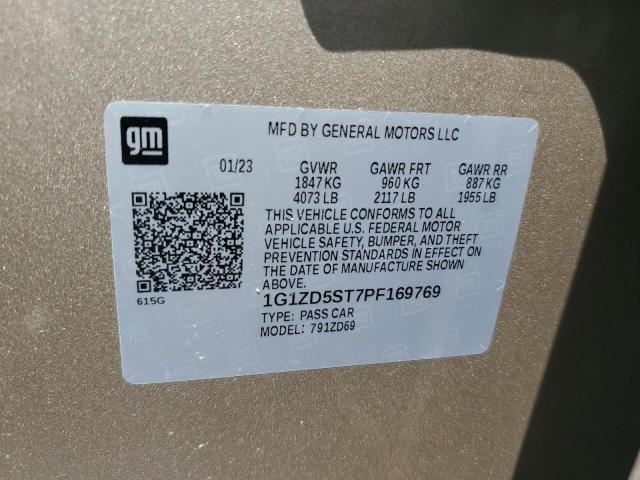 gm
MFD BY GENERAL MOTORS LLC
01/23 GVWR GAWR FRT GAWR RR
1847 KG 960 KG 887 KG
4073 LB 2117 LB 1955 LB
THIS VEHICLE CONFORMS TO ALL
APPLICABLE U.S. FEDERAL MOTOR
VEHICLE SAFETY, BUMPER, AND THEFT
PREVENTION STANDARDS IN EFFECT ON
THE DATE OF MANUFACTURE SHOWN
ABOVE.
615G
1G1ZD5ST7PF169769
TYPE: PASS CAR
MODEL: 791ZD69